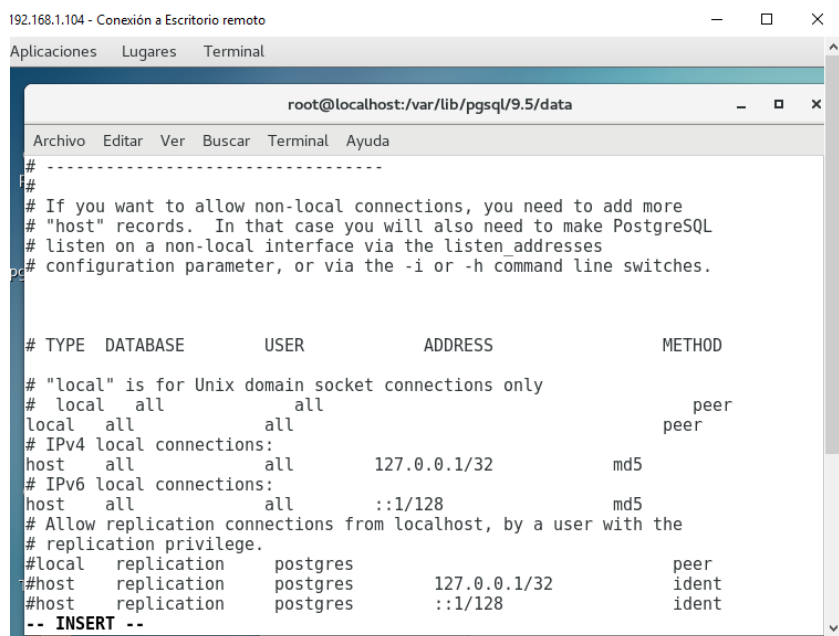 192.168.1.104 - Conexión a Escritorio remoto
Aplicaciones Lugares Terminal
root@localhost:/var/lib/pgsql/9.5/data
Archivo Editar Ver Buscar Terminal Ayuda
# ----------------------------------
#
# If you want to allow non-local connections, you need to add more
# "host" records.  In that case you will also need to make PostgreSQL
# listen on a non-local interface via the listen_addresses
# configuration parameter, or via the -i or -h command line switches.
# TYPE  DATABASE        USER            ADDRESS                 METHOD
# "local" is for Unix domain socket connections only
#  local   all             all                                     peer
local   all             all                                     peer
# IPv4 local connections:
host    all             all        127.0.0.1/32            md5
# IPv6 local connections:
host    all             all        ::1/128                 md5
# Allow replication connections from localhost, by a user with the
# replication privilege.
#local   replication     postgres                                peer
#host    replication     postgres        127.0.0.1/32            ident
#host    replication     postgres        ::1/128                 ident
-- INSERT --